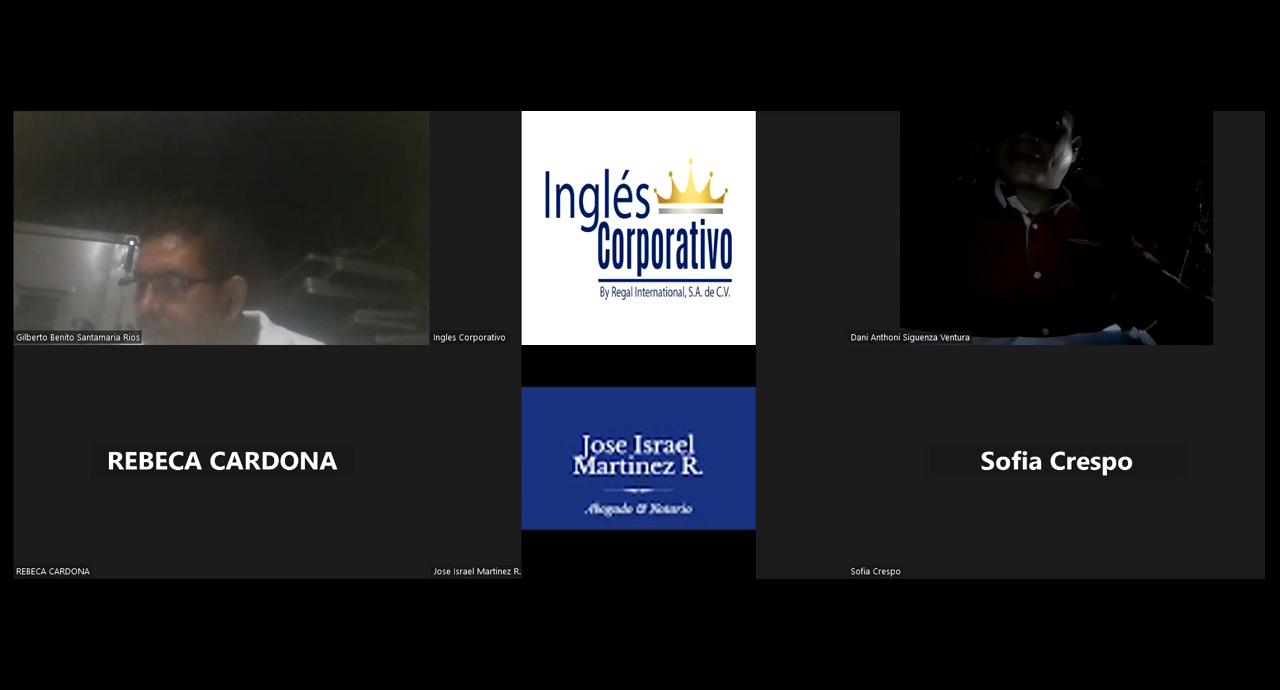 Inglés
Corporativo
By Regal International, S.A. de C.V.
Gilberto Benito Santamaria Rios
Ingles Corporativo
Dani Anthoni Siguenza Ventura
REBECA CARDONA
Jose Israel
Martinez R.
Abogado & Notario
Sofia Crespo
REBECA CARDONA
Jose Israel Martinez R.
Sofia Crespo